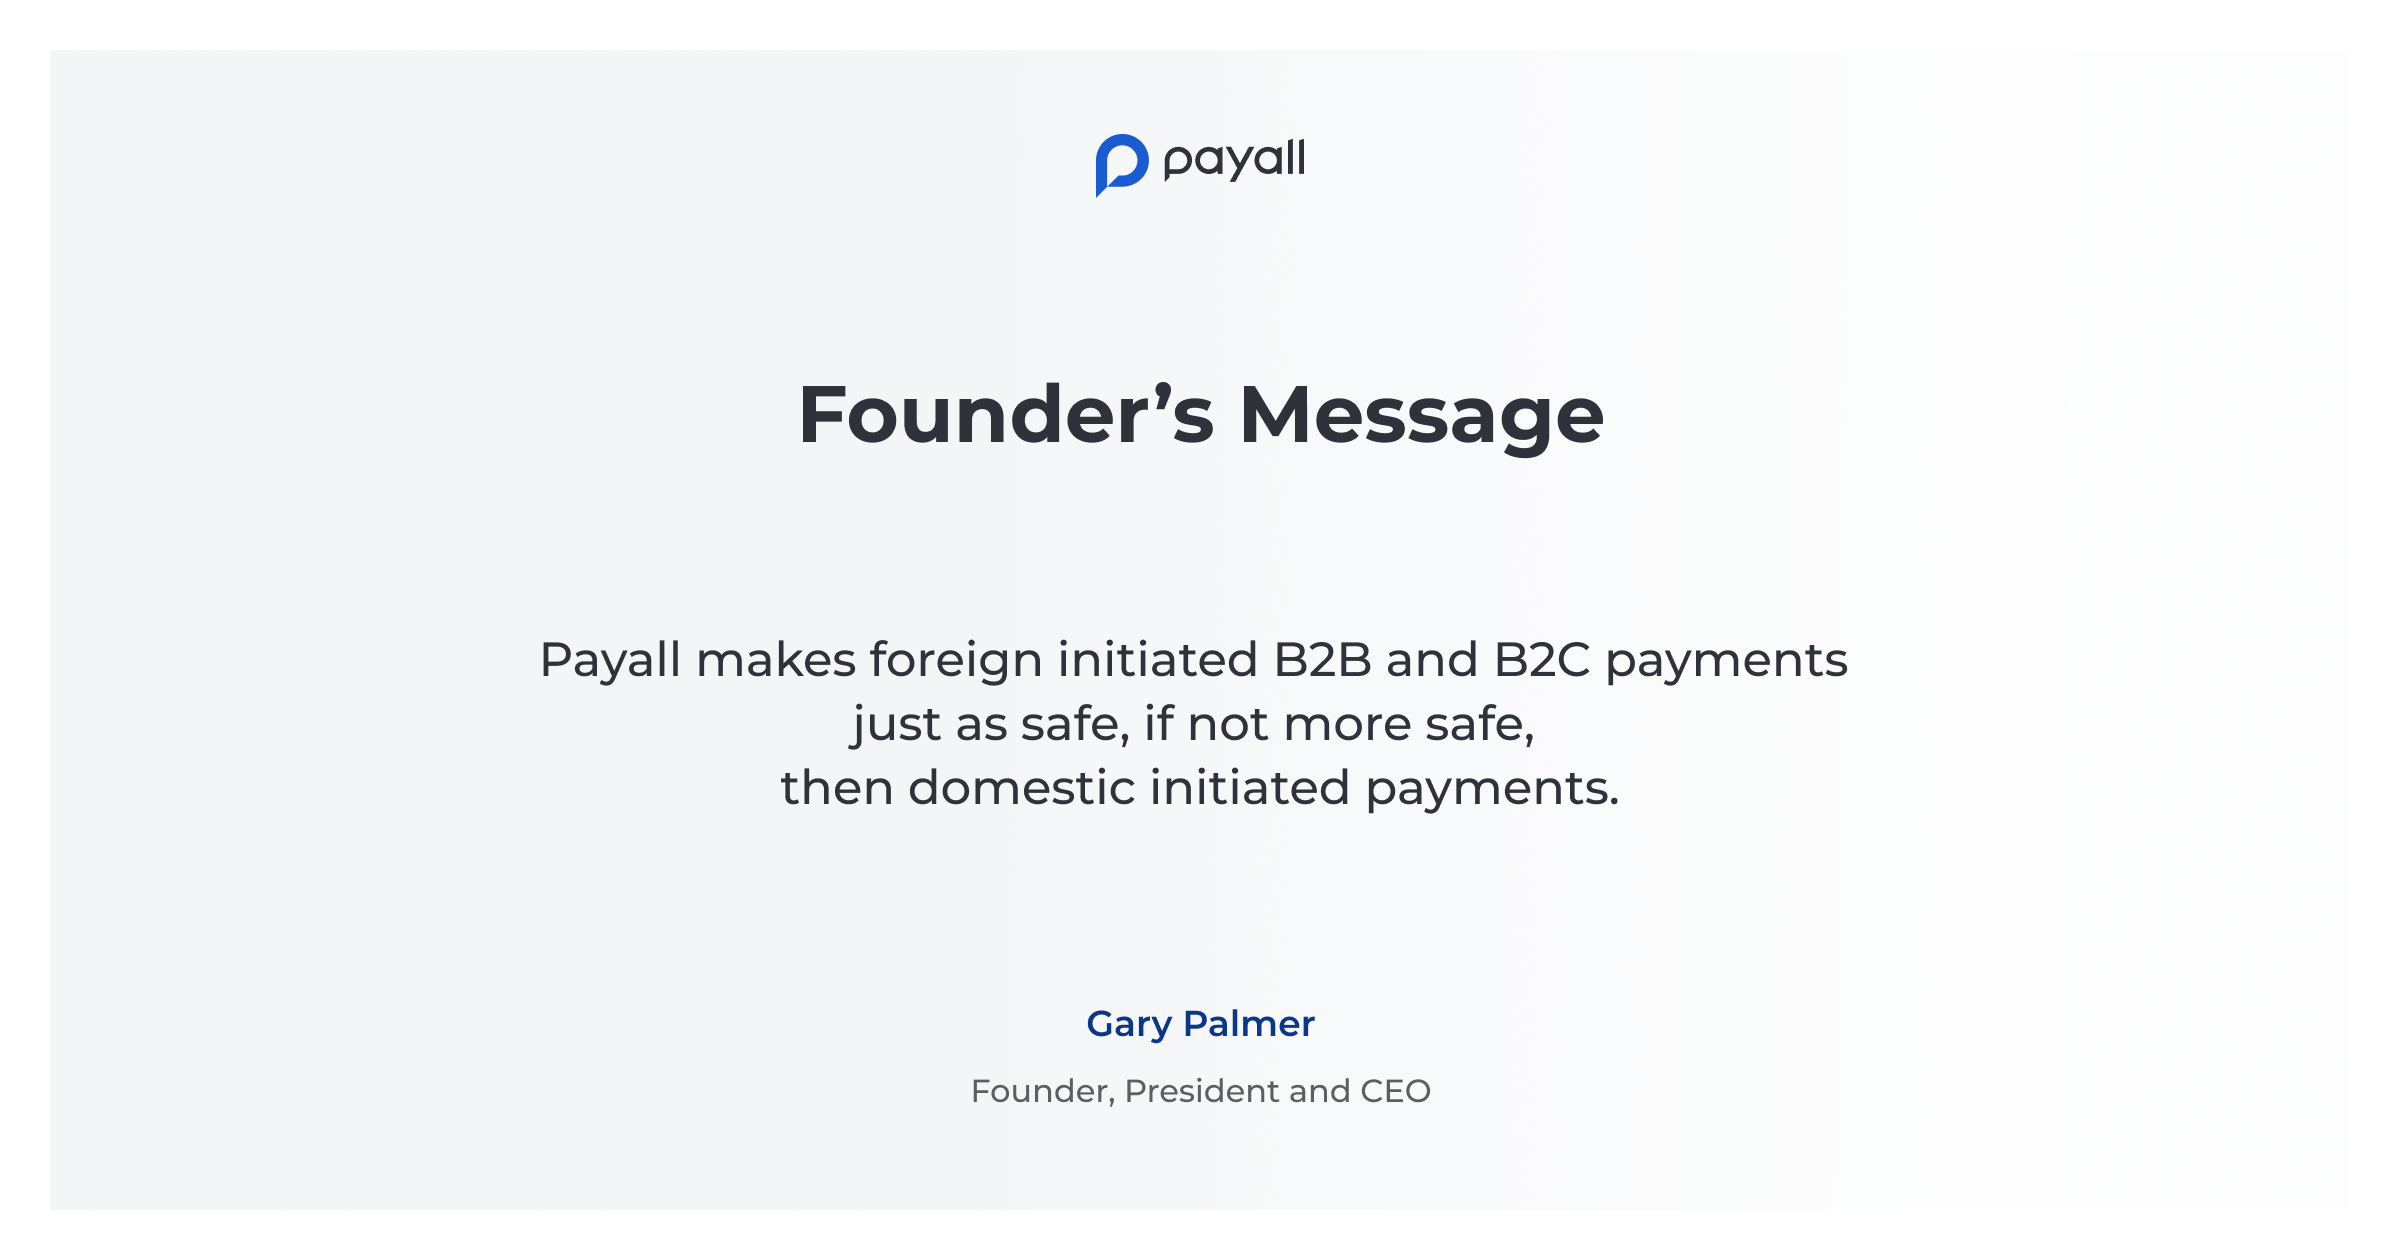 payall
Founder’s Message
Payall makes foreign initiated B2B and B2C payments
just as safe, if not more safe,
then domestic initiated payments.
Gary Palmer
Founder, President and CEO